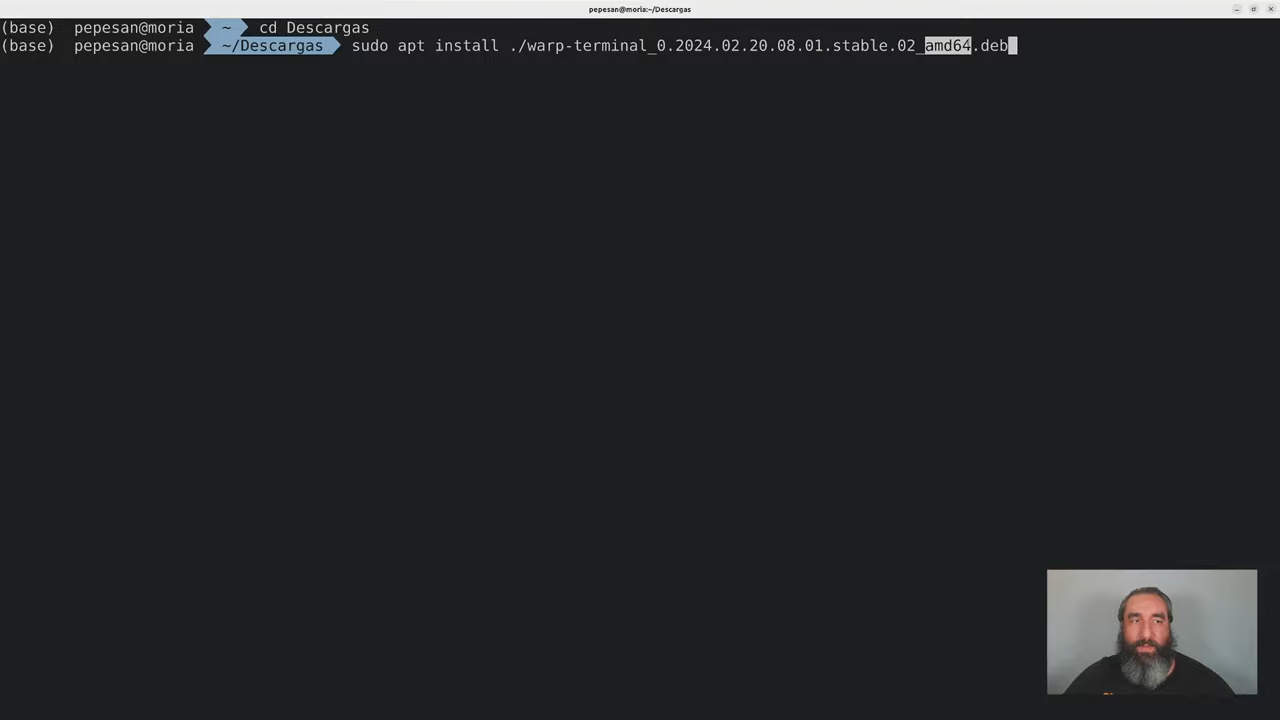 pepesan@moria:~/Descargas
(base) pepesan@moria ~ cd Descargas
(base) pepesan@moria ~/Descargas sudo apt install ./warp-terminal_0.2024.02.20.08.01.stable.02_amd64.deb